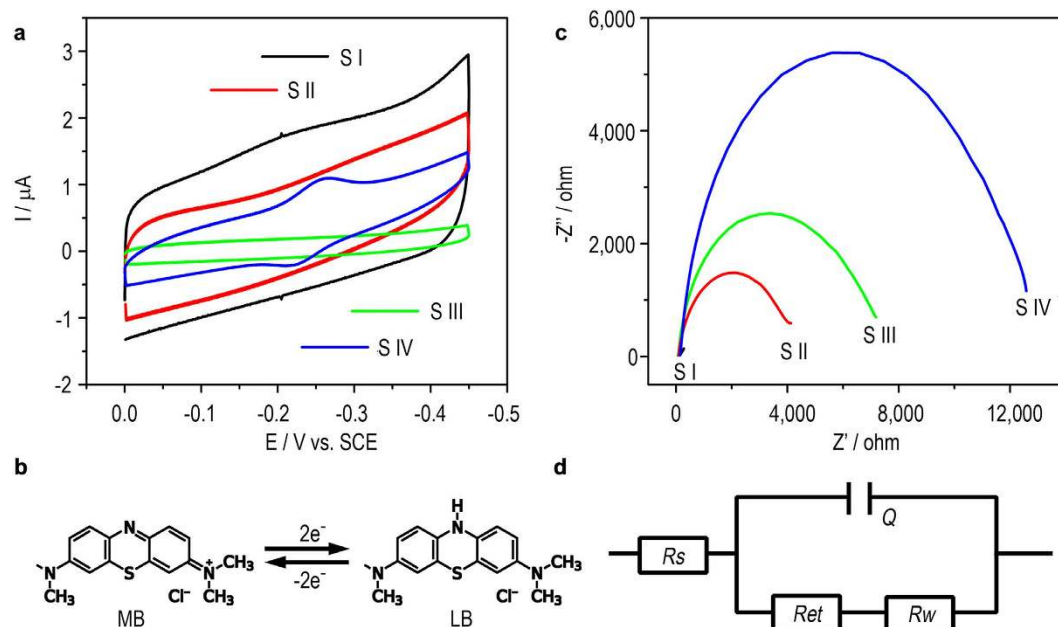 a
3
2
1
0
-1
-2
I / μA
S I
S II
S III
S IV
0.0 -0.1 -0.2 -0.3 -0.4 -0.5
E / V vs. SCE
c
6,000
4,000
2,000
0
-Z'' / ohm
S I
S II
S III
S IV
0 4,000 8,000 12,000
Z' / ohm
b
N
N
CH₃
S
N⁺
CH₃
CH₃
Cl⁻
MB
2e⁻
-2e⁻
H
N
N
CH₃
S
N
CH₃
CH₃
Cl⁻
LB
d
Q
Rs
Ret
Rw